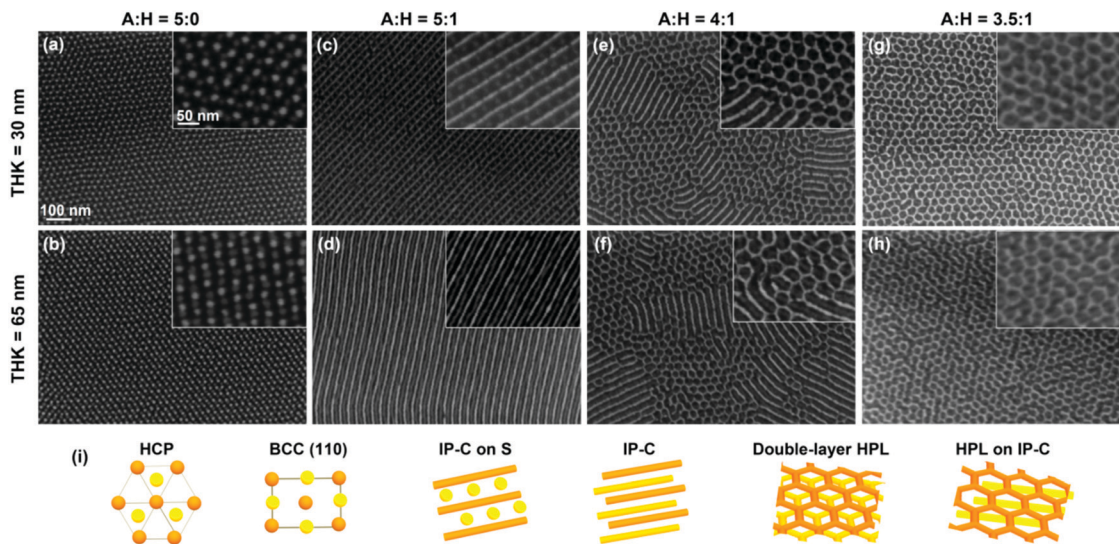 A:H = 5:0 A:H = 5:1 A:H = 4:1 A:H = 3.5:1
THK = 30 nm
(a) (c) (e) (g)
50 nm
100 nm
THK = 65 nm
(b) (d) (f) (h)
(i) HCP BCC (110) IP-C on S IP-C Double-layer HPL HPL on IP-C